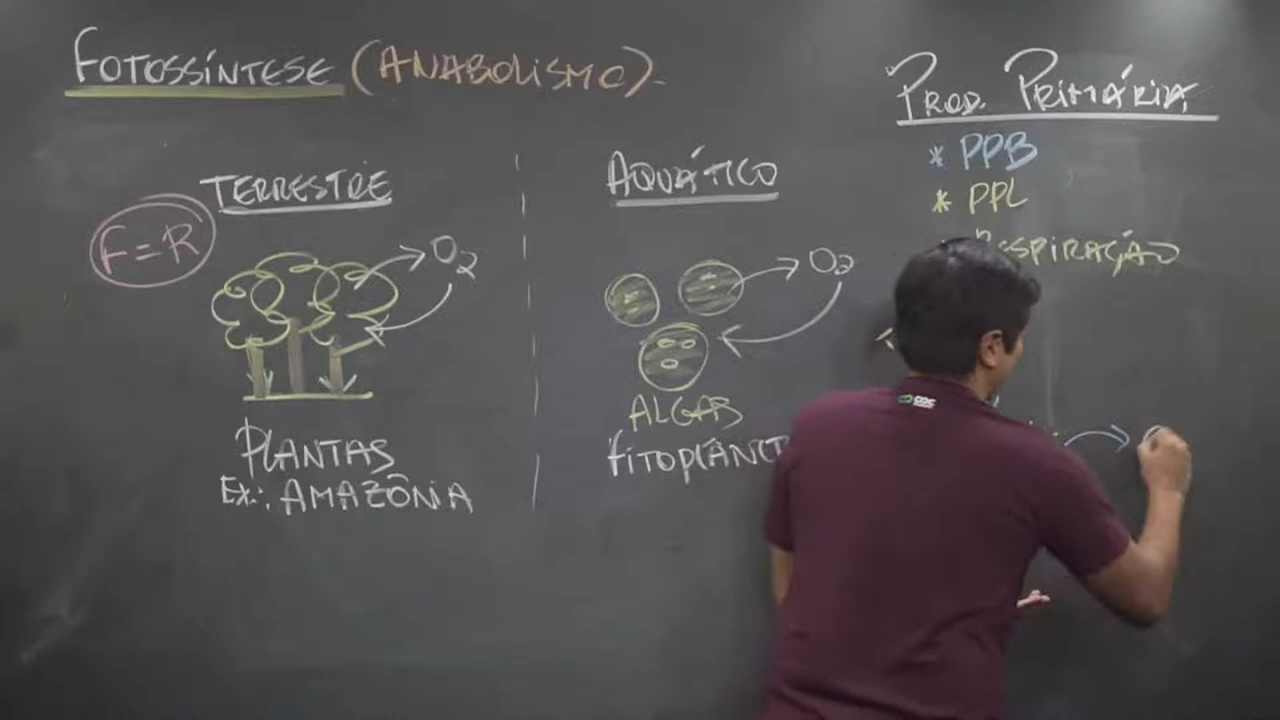 FOTOSSÍNTESE (ANABOLISMO).
TERRESTRE
F=R
O2
PLANTAS
Ex.: AMAZÔNIA
AQUÁTICO
O2
ALGAS
PROD. PRIMÁRIA
* PPB
* PPL